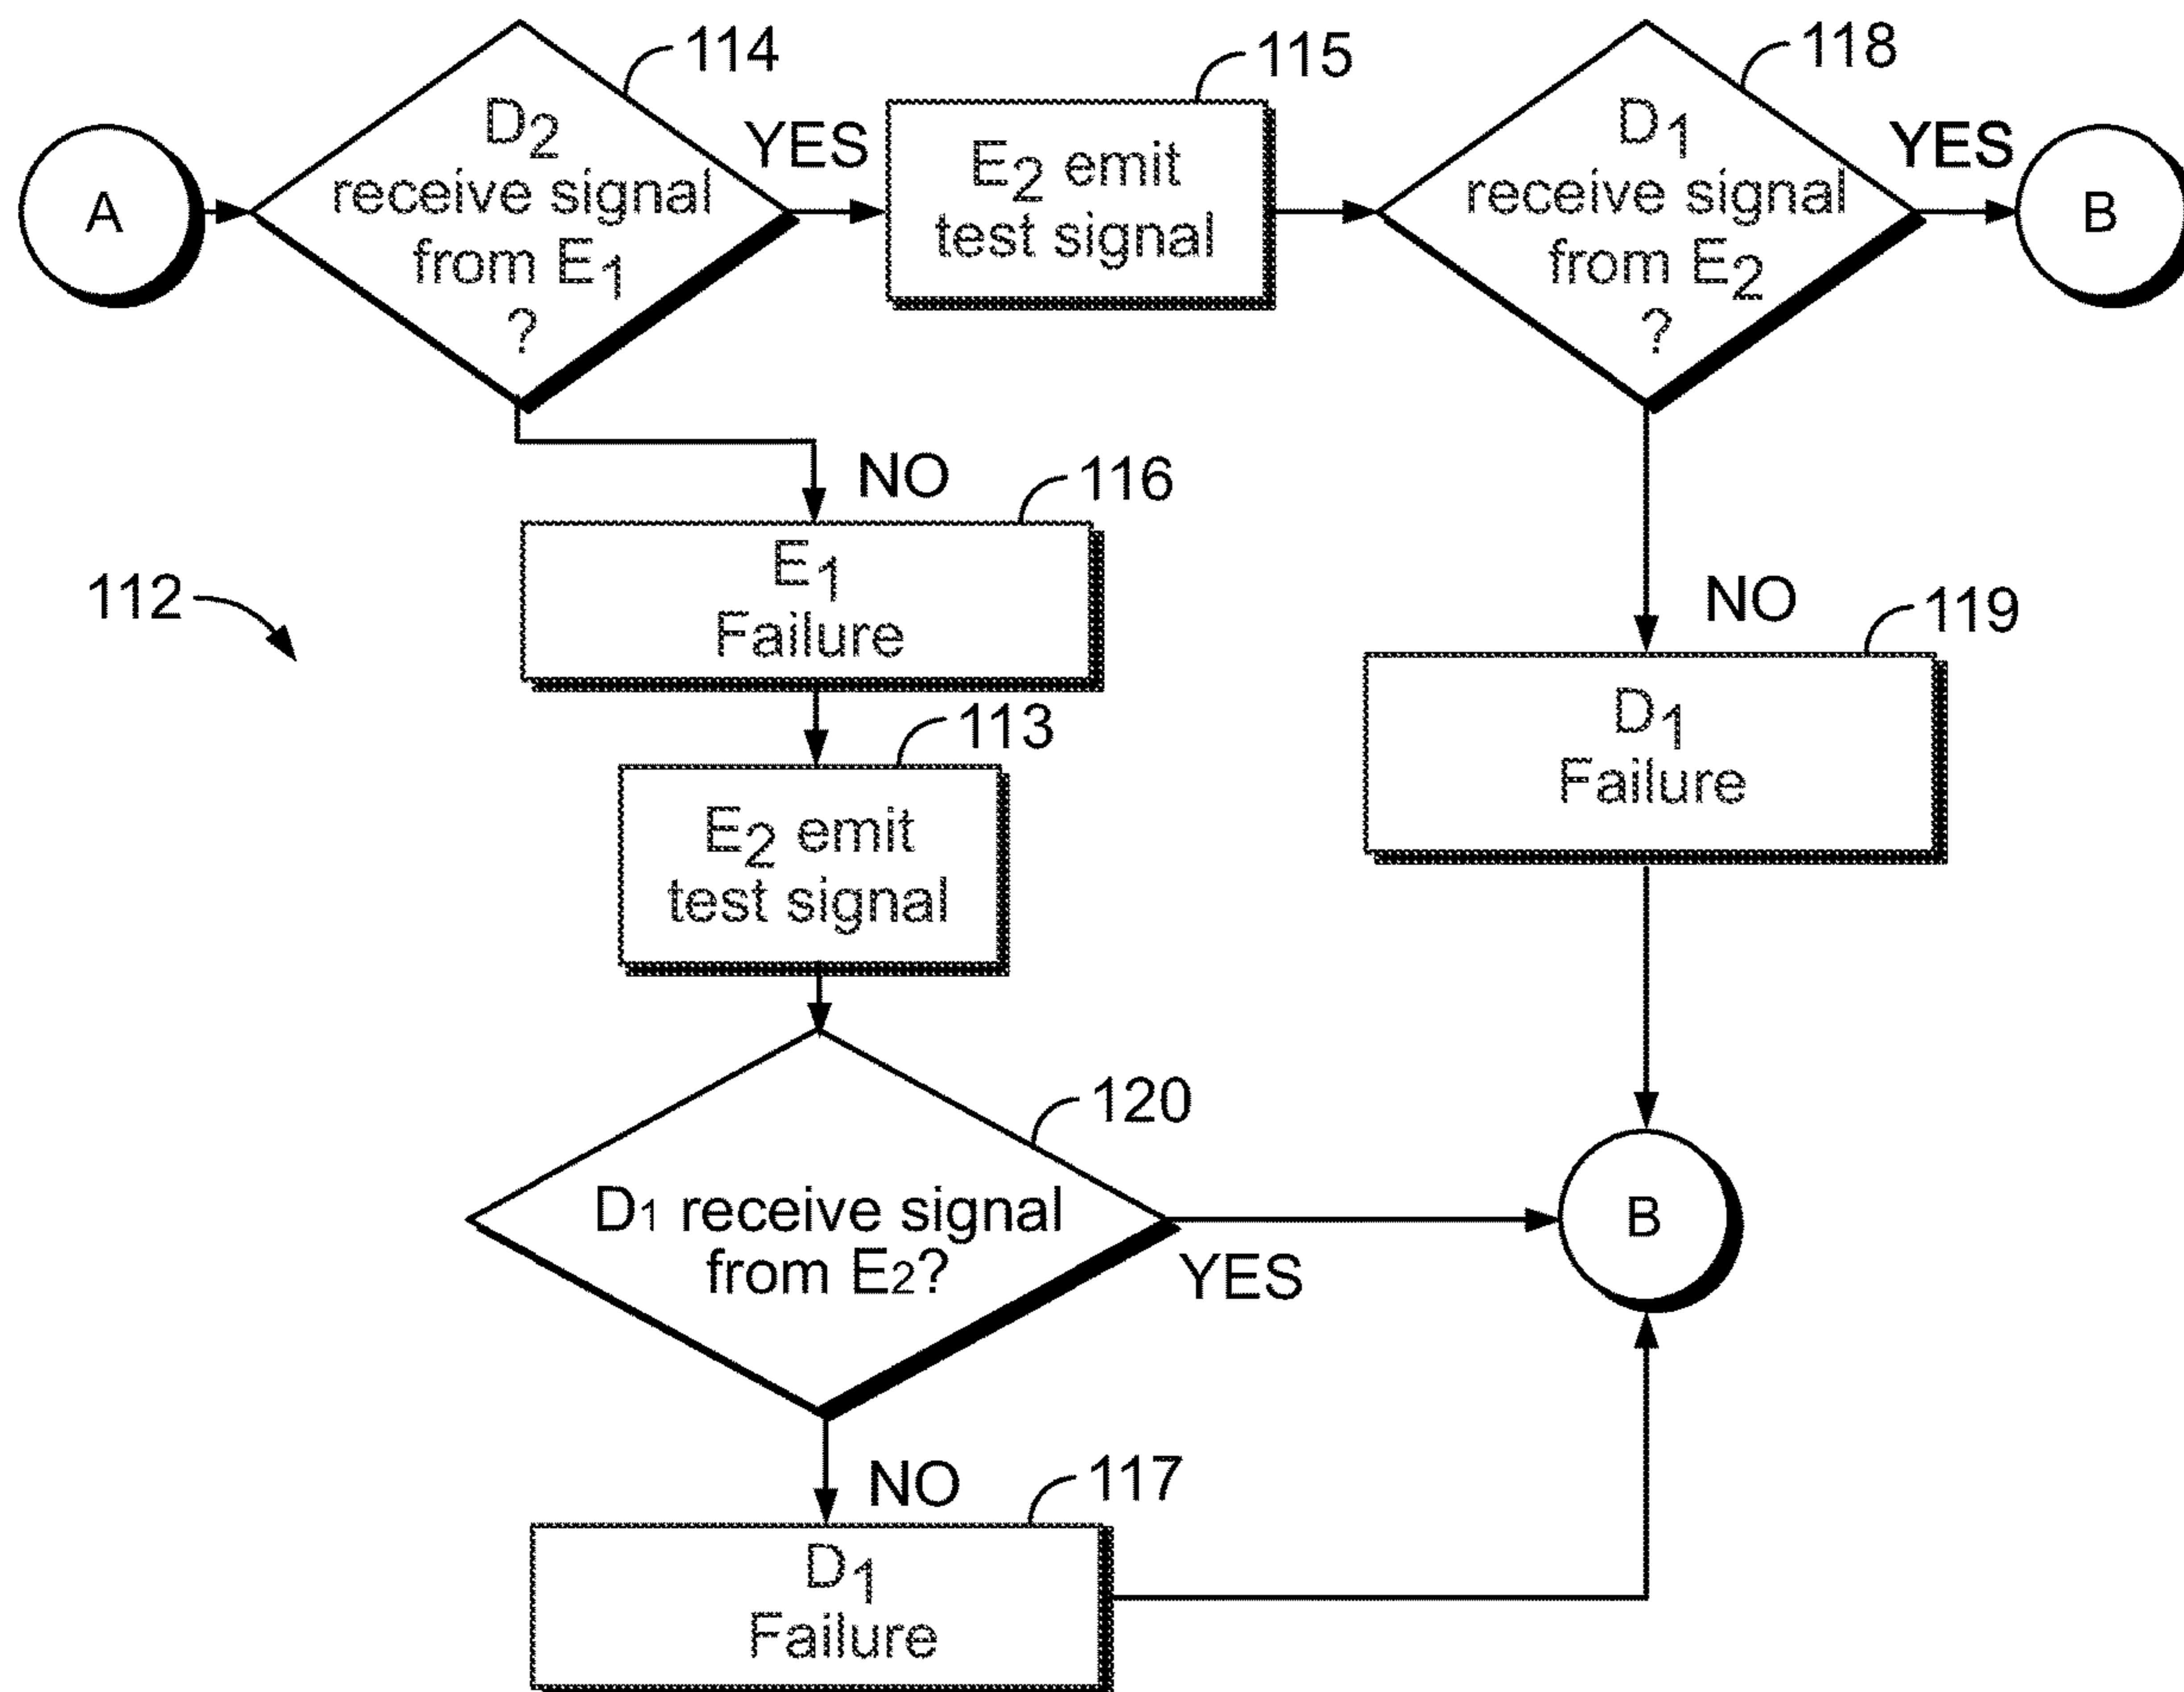 A
D2
receive signal
from E1
?
114
YES
E2 emit
test signal
115
D1
receive signal
from E2
?
118
YES
B
NO
116
E1
Failure
112
NO
119
D1
Failure
113
E2 emit
test signal
120
D1 receive signal
from E2?
YES
B
NO
117
D1
Failure